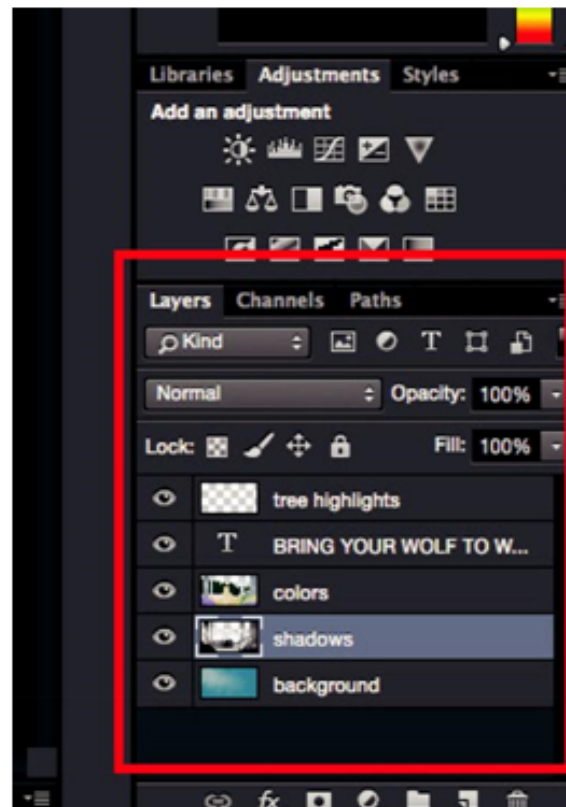 Libraries Adjustments Styles
Add an adjustment
Layers Channels Paths
Kind
T
Normal Opacity: 100%
Lock: Fill: 100%
tree highlights
T BRING YOUR WOLF TO W...
colors
shadows
background
fx